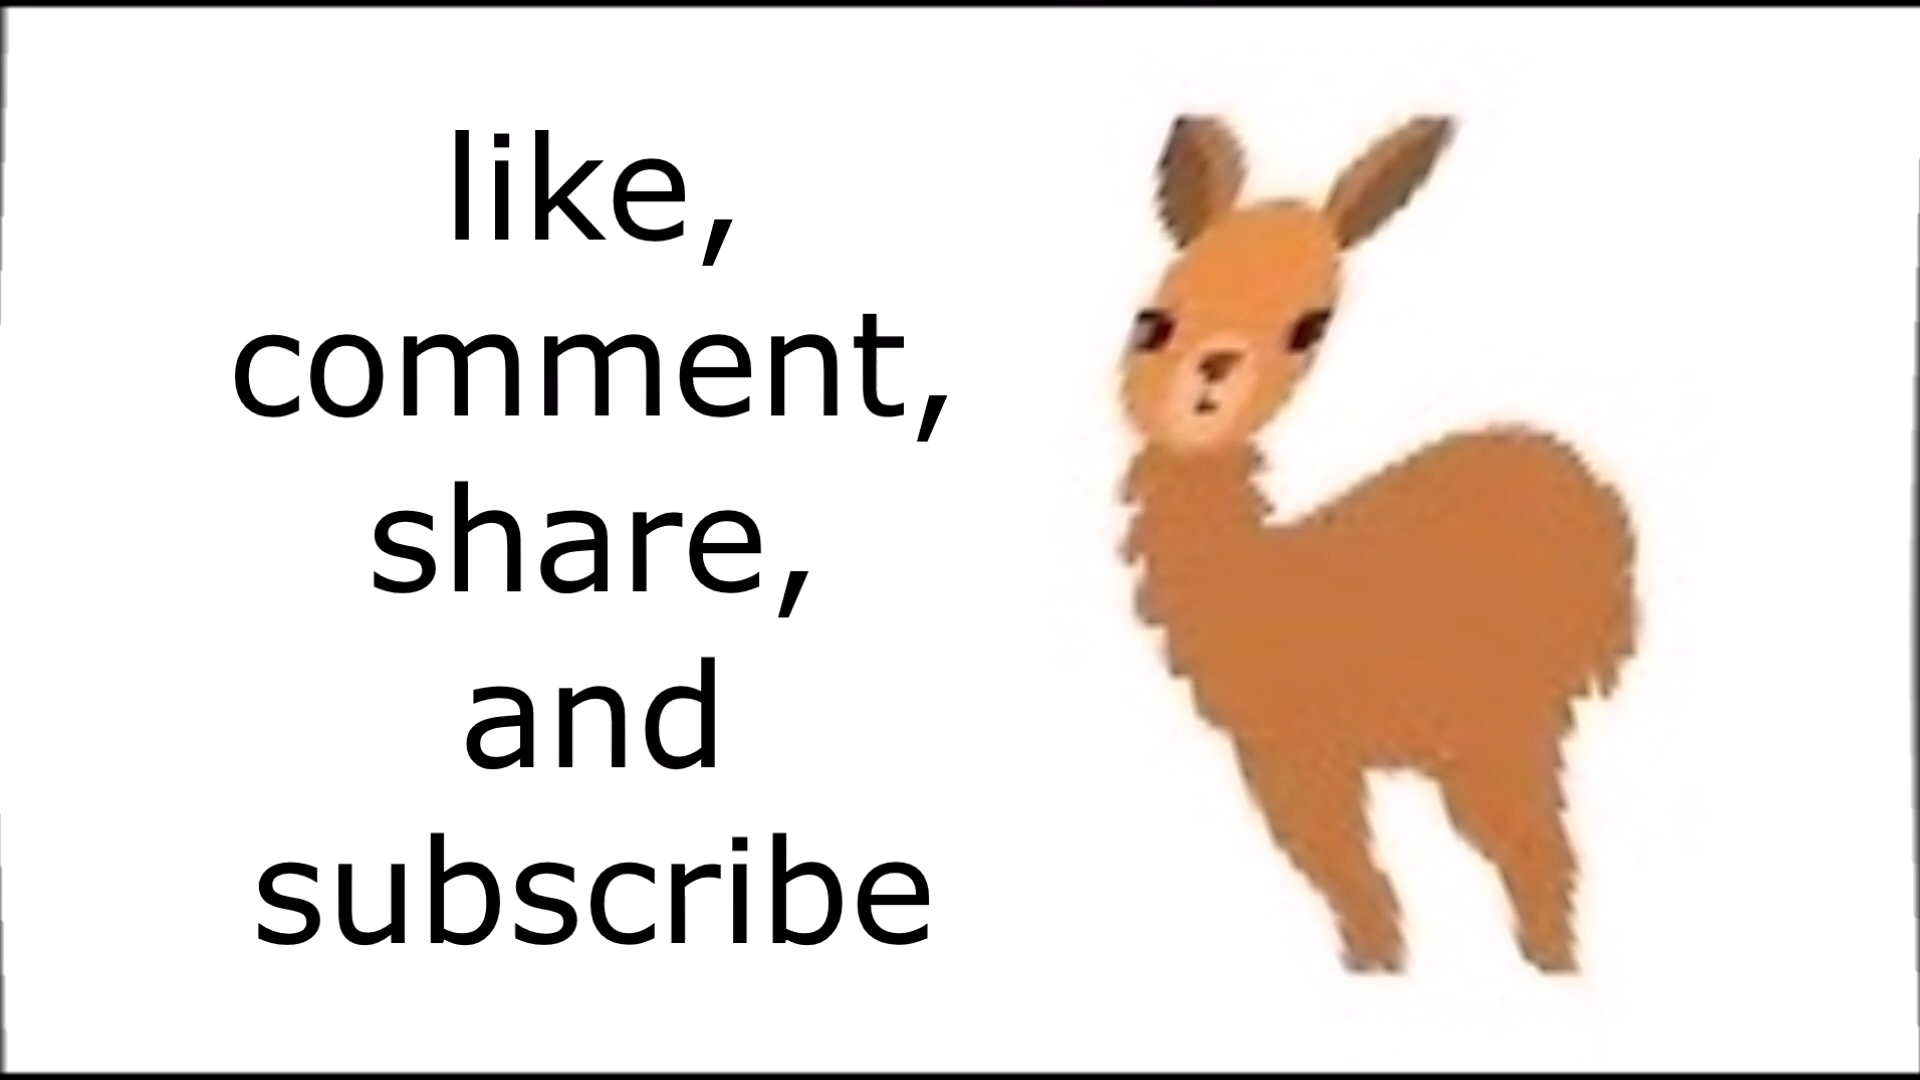 like,
comment,
share,
and
subscribe